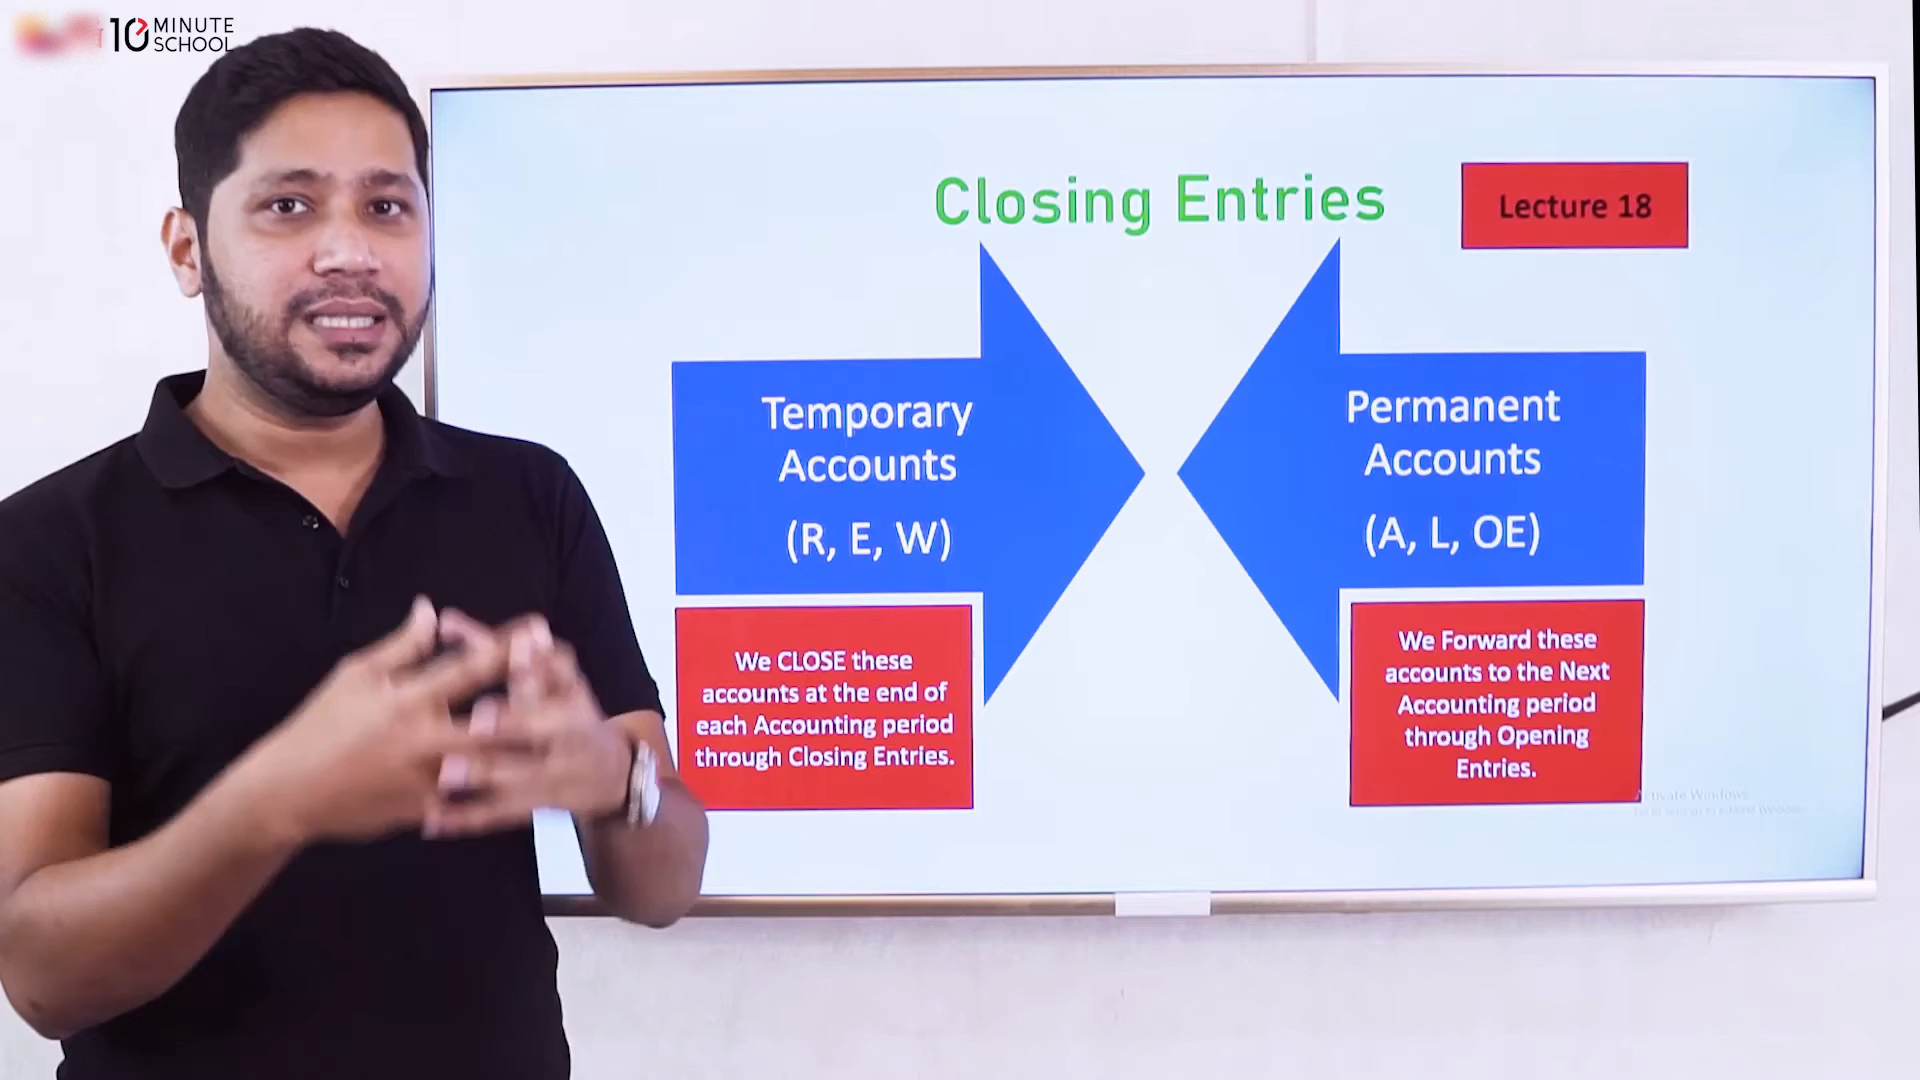 10 MINUTE
SCHOOL
Closing Entries
Lecture 18
Temporary
Accounts
(R, E, W)
We CLOSE these
accounts at the end of
each Accounting period
through Closing Entries.
Permanent
Accounts
(A, L, OE)
We Forward these
accounts to the Next
Accounting period
through Opening
Entries.
Activate Windows